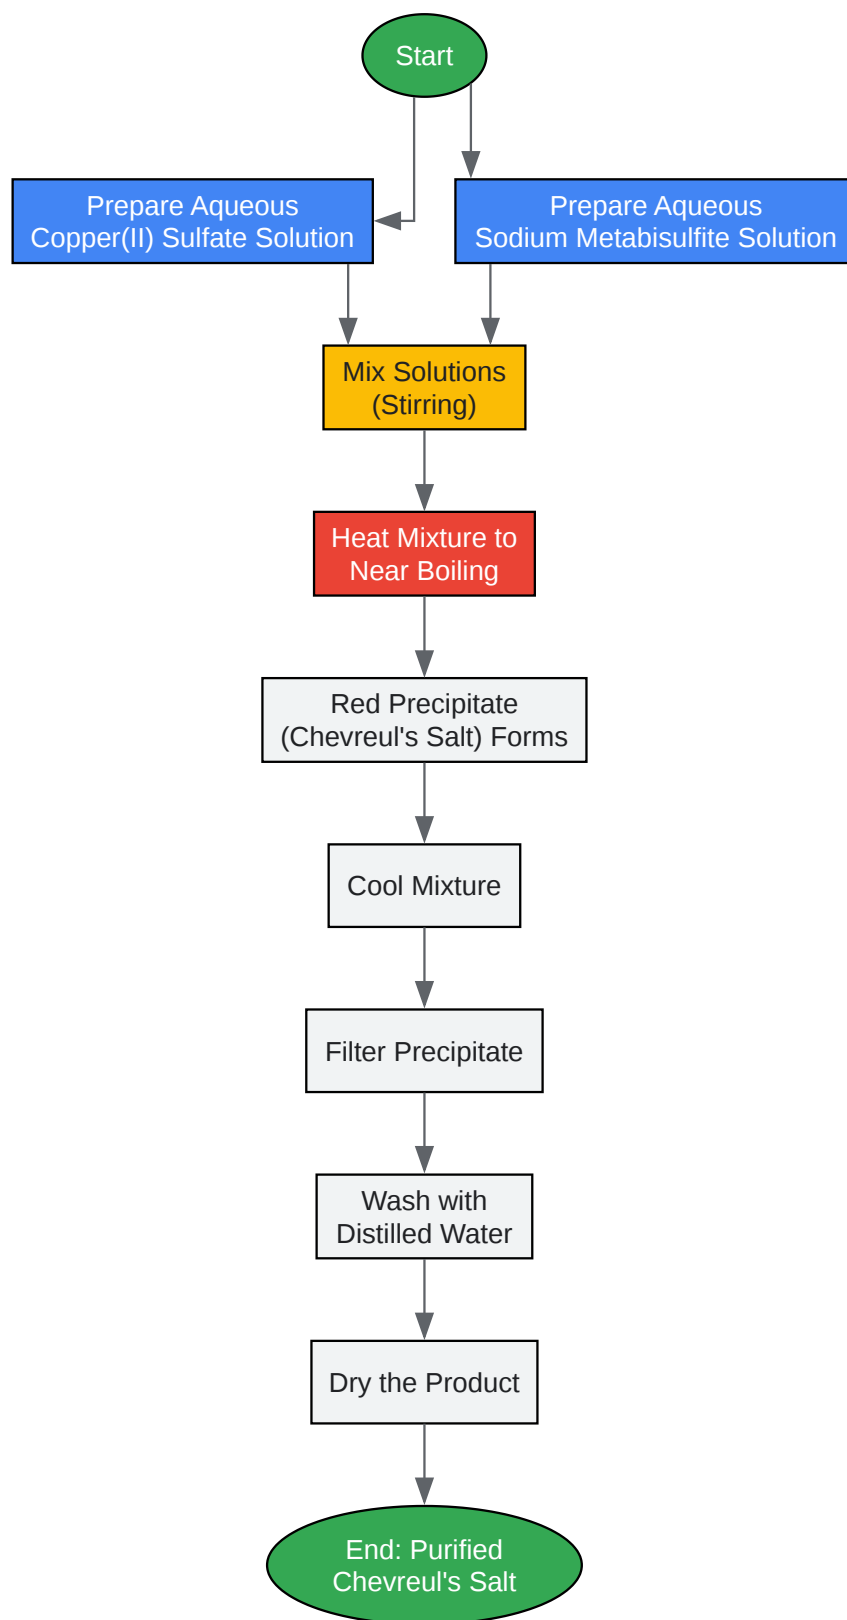 Start
Prepare Aqueous
Copper(II) Sulfate Solution
Prepare Aqueous
Sodium Metabisulfite Solution
Mix Solutions
(Stirring)
Heat Mixture to
Near Boiling
Red Precipitate
(Chevreul's Salt) Forms
Cool Mixture
Filter Precipitate
Wash with
Distilled Water
Dry the Product
End: Purified
Chevreul's Salt